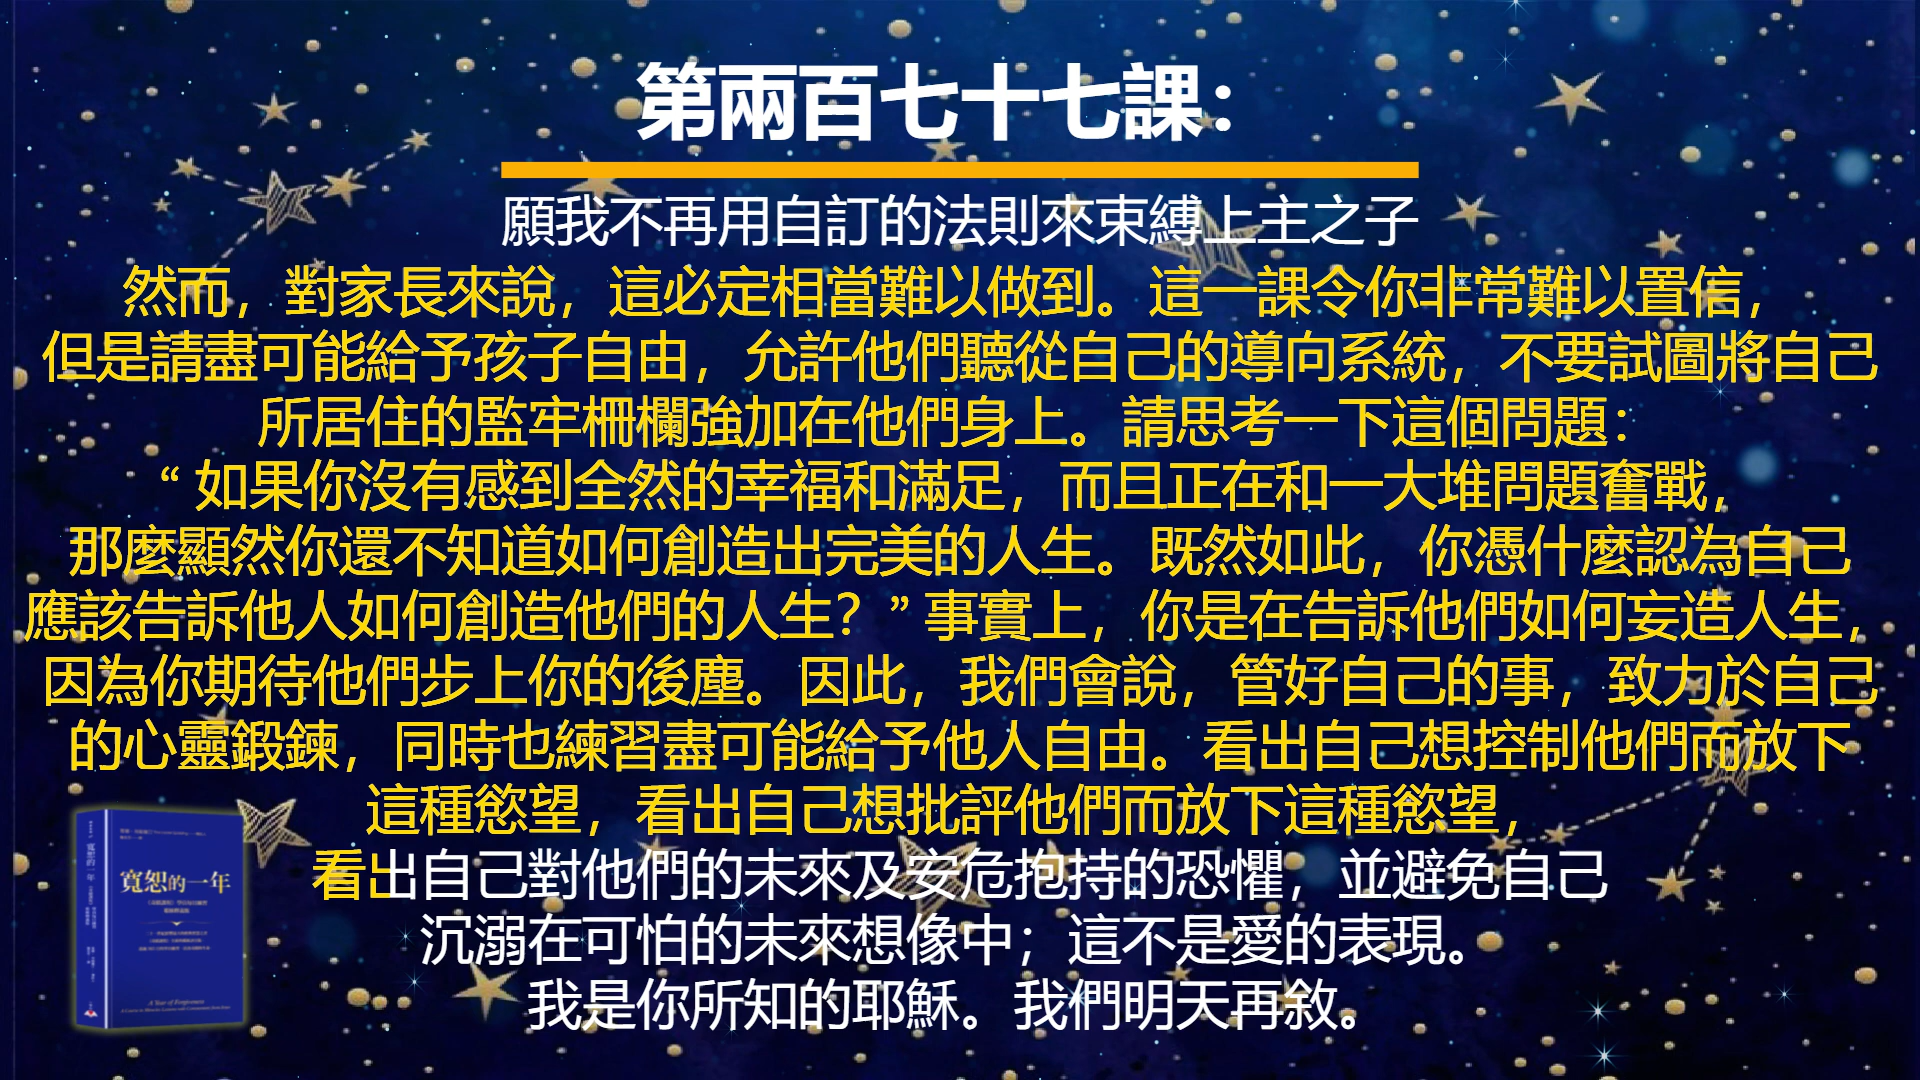 第兩百七十七課：
願我不再用自訂的法則來束縛上主之子
然而，對家長來說，這必定相當難以做到。這一課令你非常難以置信，
但是請盡可能給予孩子自由，允許他們聽從自己的導向系統，不要試圖將自己
所居住的監牢柵欄強加在他們身上。請思考一下這個問題：
“如果你沒有感到全然的幸福和滿足，而且正在和一大堆問題奮戰，
那麼顯然你還不知道如何創造出完美的人生。既然如此，你憑什麼認為自己
應該告訴他人如何創造他們的人生？”事實上，你是在告訴他們如何妄造人生，
因為你期待他們步上你的後塵。因此，我們會說，管好自己的事，致力於自己
的心靈鍛鍊，同時也練習盡可能給予他人自由。看出自己想控制他們而放下
這種慾望，看出自己想批評他們而放下這種慾望，
看出自己對他們的未來及安危抱持的恐懼，並避免自己
沉溺在可怕的未來想像中；這不是愛的表現。
我是你所知的耶穌。我們明天再敘。
寬恕的一年
寬恕的一年
A Year of Forgiveness